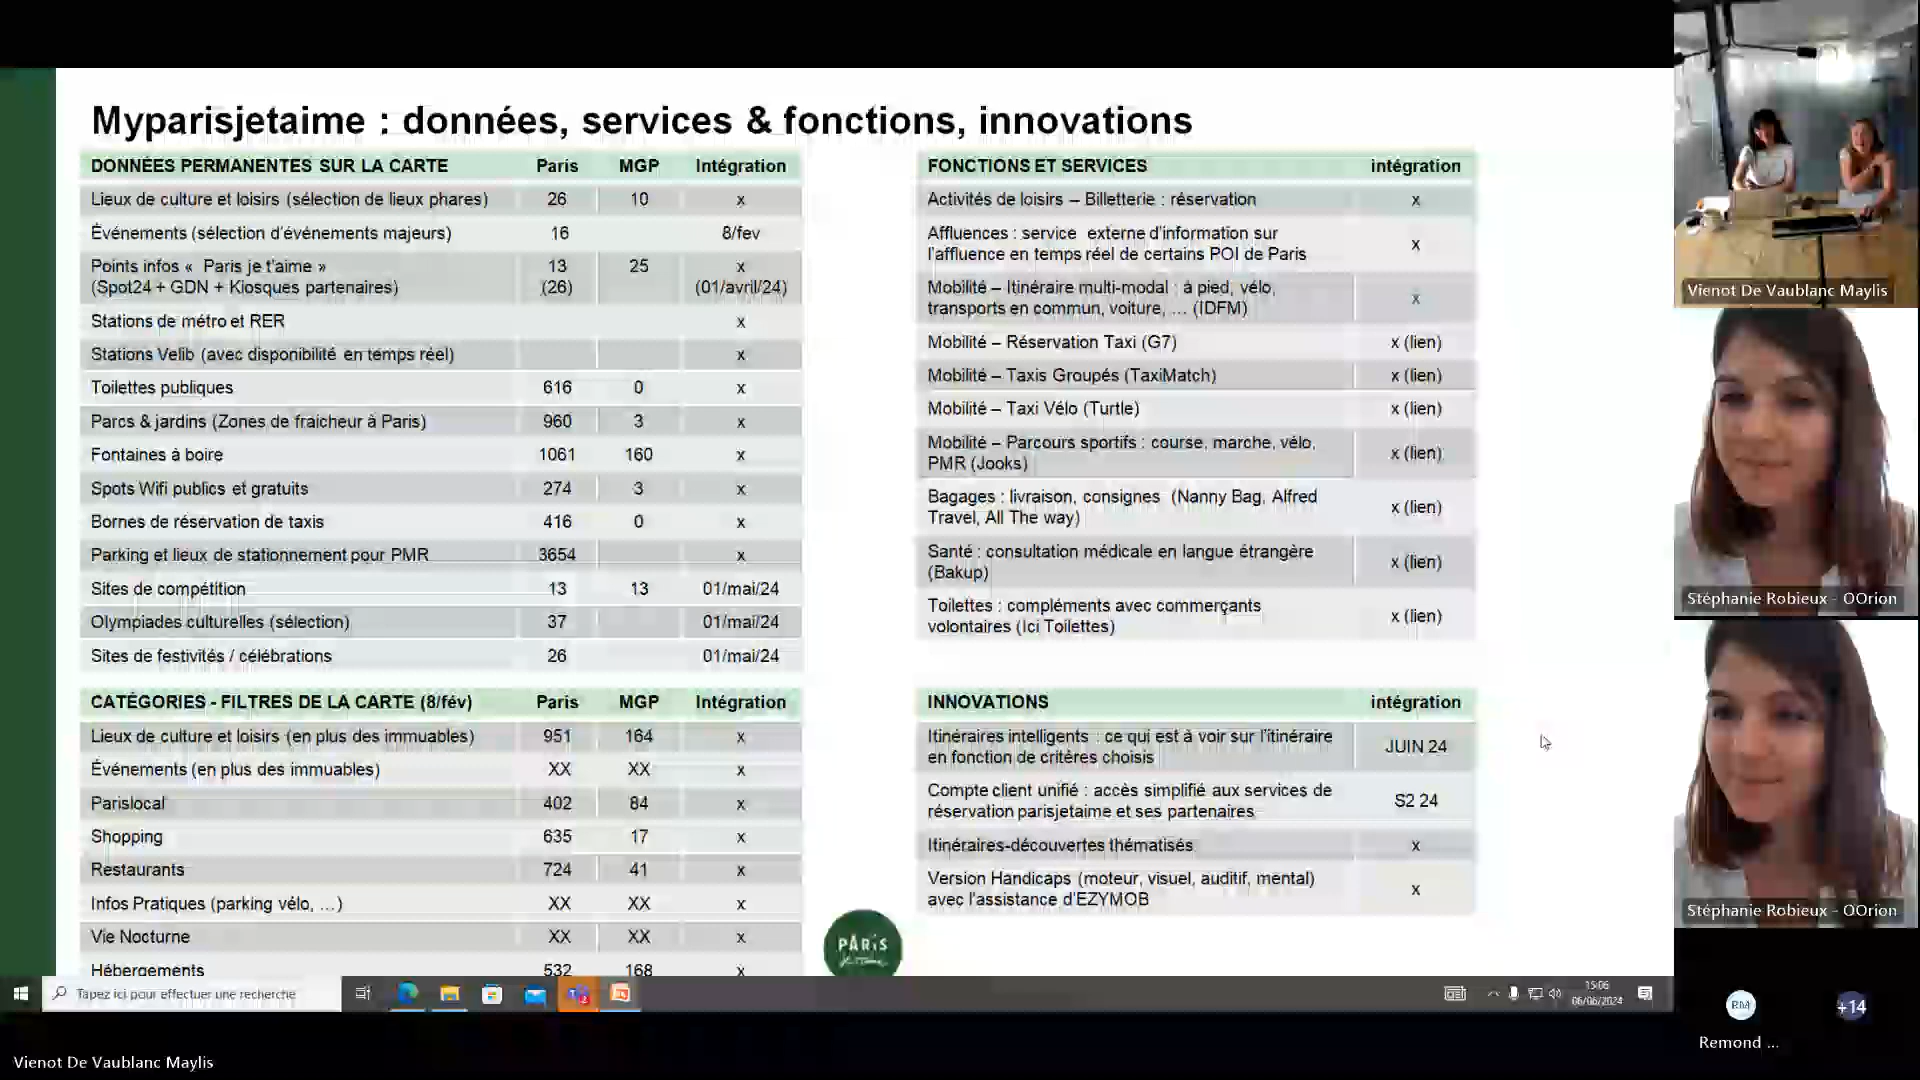 Myparisjetaime : données, services & fonctions, innovations
DONNÉES PERMANENTES SUR LA CARTE Paris MGP Intégration
Lieux de culture et loisirs (sélection de lieux phares) 26 10 x
Événements (sélection d'événements majeurs) 16 8/fev
Points infos « Paris je t'aime » 13 25 x
(Spot24 + GDN + Kiosques partenaires) (26) (01/avril/24)
Stations de métro et RER x
Stations Velib (avec disponibilité en temps réel) x
Toilettes publiques 616 0 x
Parcs & jardins (Zones de fraicheur à Paris) 960 3 x
Fontaines à boire 1061 160 x
Spots Wifi publics et gratuits 274 3 x
Bornes de réservation de taxis 416 0 x
Parking et lieux de stationnement pour PMR 3654 x
Sites de compétition 13 13 01/mai/24
Olympiades culturelles (sélection) 37 01/mai/24
Sites de festivités / célébrations 26 01/mai/24
CATÉGORIES - FILTRES DE LA CARTE (8/fév) Paris MGP Intégration
Lieux de culture et loisirs (en plus des immuables) 951 164 x
Événements (en plus des immuables) XX XX x
Parislocal 402 84 x
Shopping 635 17 x
Restaurants 724 41 x
Infos Pratiques (parking vélo, ...) XX XX x
Vie Nocturne XX XX x
Hébergements 532 168 x
FONCTIONS ET SERVICES intégration
Activités de loisirs – Billetterie : réservation x
Affluences : service externe d'information sur
l'affluence en temps réel de certains POI de Paris x
Mobilité – Itinéraire multi-modal : à pied, vélo,
transports en commun, voiture, ... (IDFM) x
Mobilité – Réservation Taxi (G7) x (lien)
Mobilité – Taxis Groupés (TaxiMatch) x (lien)
Mobilité – Taxi Vélo (Turtle) x (lien)
Mobilité – Parcours sportifs : course, marche, vélo,
PMR (Jooks) x (lien)
Bagages : livraison, consignes (Nanny Bag, Alfred
Travel, All The way) x (lien)
Santé : consultation médicale en langue étrangère
(Bakup) x (lien)
Toilettes : compléments avec commerçants
volontaires (Ici Toilettes) x (lien)
INNOVATIONS intégration
Itinéraires intelligents : ce qui est à voir sur l'itinéraire
en fonction de critères choisis JUIN 24
Compte client unifié : accès simplifié aux services de
réservation parisjetaime et ses partenaires S2 24
Itinéraires-découvertes thématisés x
Version Handicaps (moteur, visuel, auditif, mental)
avec l'assistance d'EZYMOB x
PARIS
je t'aime
Tapez ici pour effectuer une recherche
15:06
06/06/2024
Vienot De Vaublanc Maylis
Stéphanie Robieux - OOrion
Stéphanie Robieux - OOrion
RM
+14
Remond ...
Vienot De Vaublanc Maylis